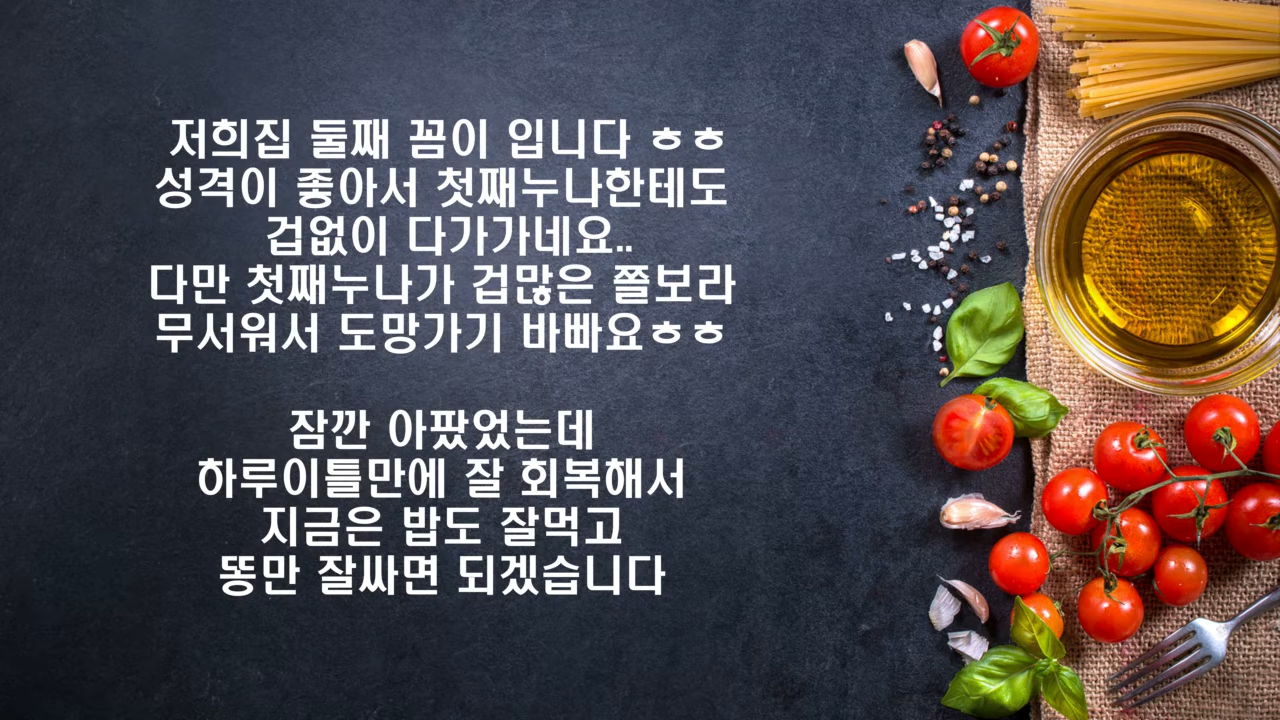 저희집 둘째 꼼이 입니다 ㅎㅎ
성격이 좋아서 첫째누나한테도
겁없이 다가가네요..
다만 첫째누나가 겁많은 쫄보라
무서워서 도망가기 바빠요ㅎㅎ
잠깐 아팠었는데
하루이틀만에 잘 회복해서
지금은 밥도 잘먹고
똥만 잘싸면 되겠습니다